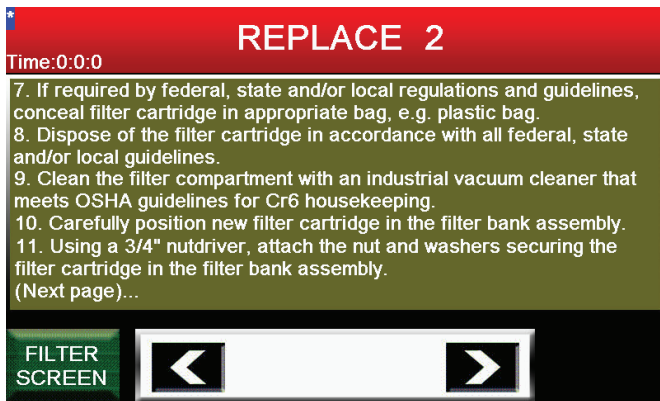 *
REPLACE 2
Time:0:0:0
7. If required by federal, state and/or local regulations and guidelines,
conceal filter cartridge in appropriate bag, e.g. plastic bag.
8. Dispose of the filter cartridge in accordance with all federal, state
and/or local guidelines.
9. Clean the filter compartment with an industrial vacuum cleaner that
meets OSHA guidelines for Cr6 housekeeping.
10. Carefully position new filter cartridge in the filter bank assembly.
11. Using a 3/4" nutdriver, attach the nut and washers securing the
filter cartridge in the filter bank assembly.
(Next page)...
FILTER
SCREEN